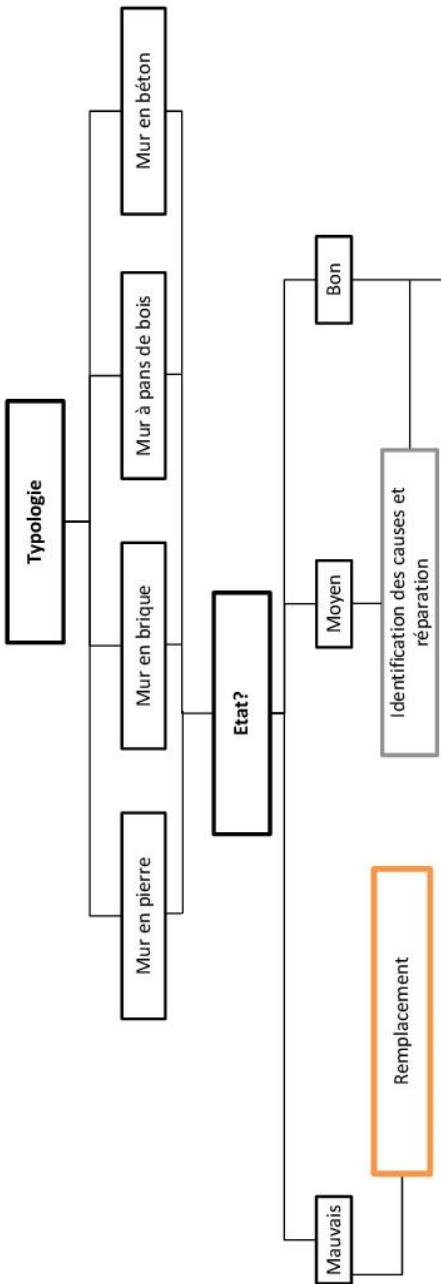 Typologie
Mur en pierre
Mur en brique
Mur à pans de bois
Mur en béton
Etat?
Mauvais
Moyen
Bon
Remplacement
Identification des causes et
réparation